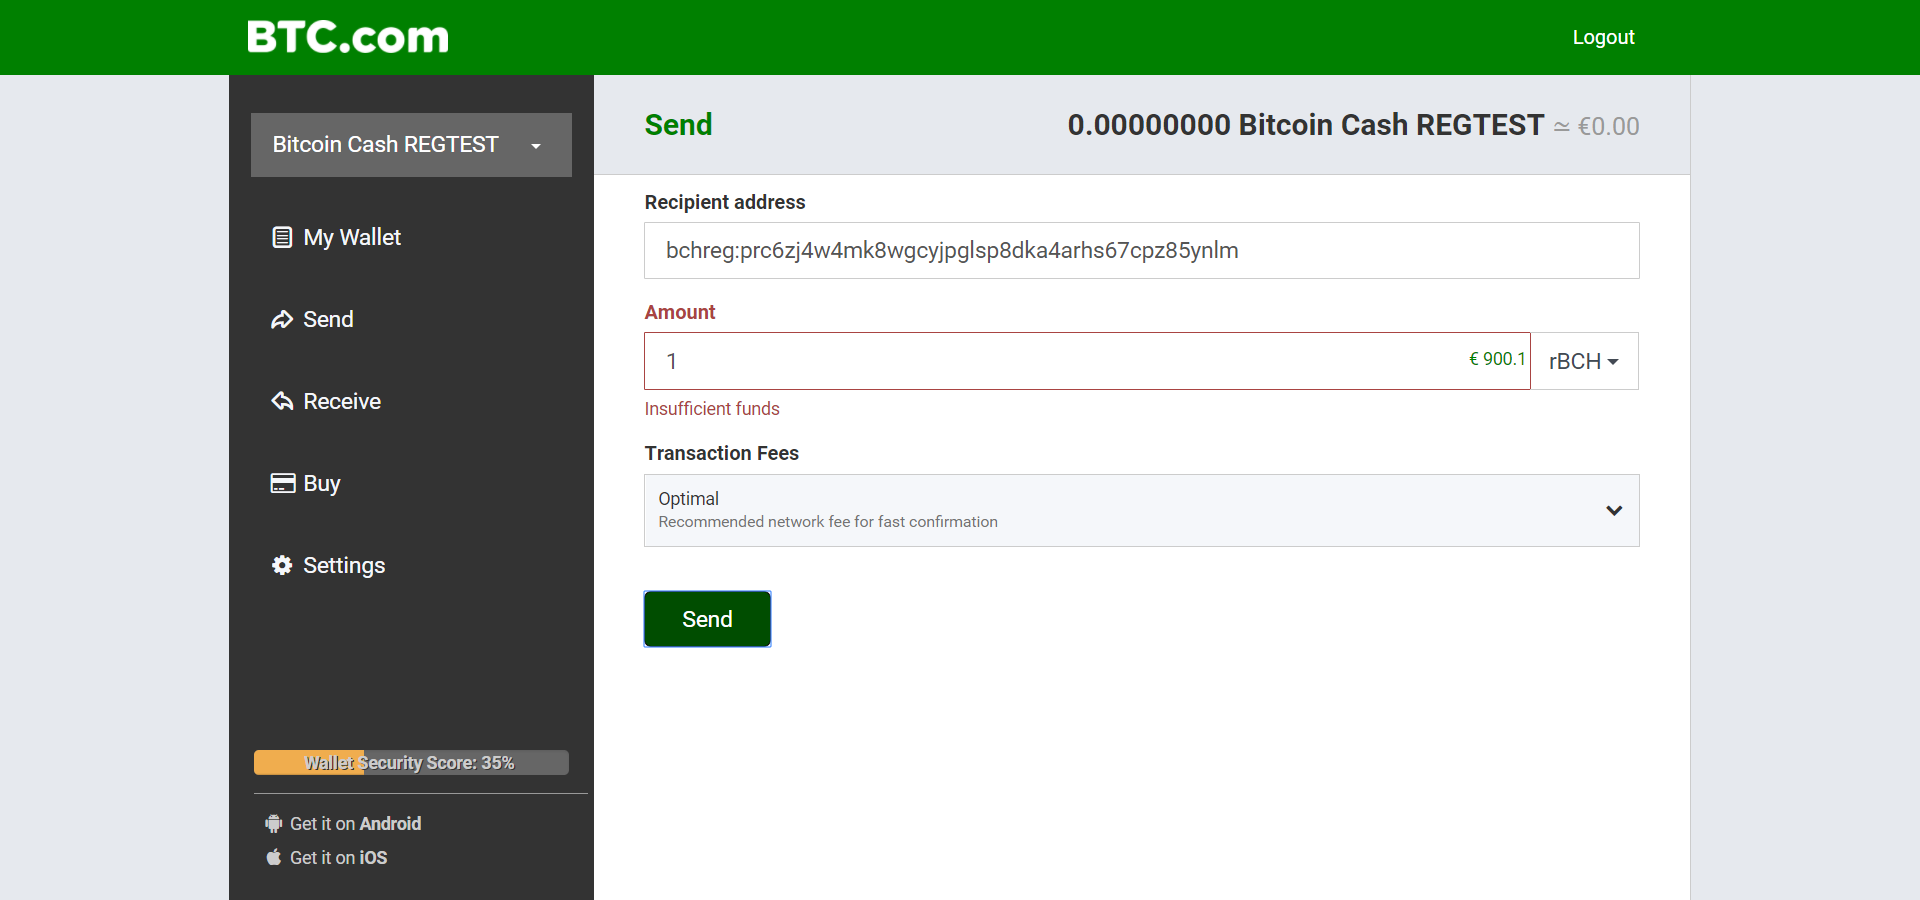 BTC.com
Logout
Bitcoin Cash REGTEST
Send
0.00000000 Bitcoin Cash REGTEST ≃ €0.00
My Wallet
Send
Receive
Buy
Settings
Wallet Security Score: 35%
Get it on Android
Get it on iOS
Recipient address
bchreg:prc6zj4w4mk8wgcyjpglsp8dka4arhs67cpz85ynlm
Amount
1 € 900.1 rBCH
Insufficient funds
Transaction Fees
Optimal
Recommended network fee for fast confirmation
Send